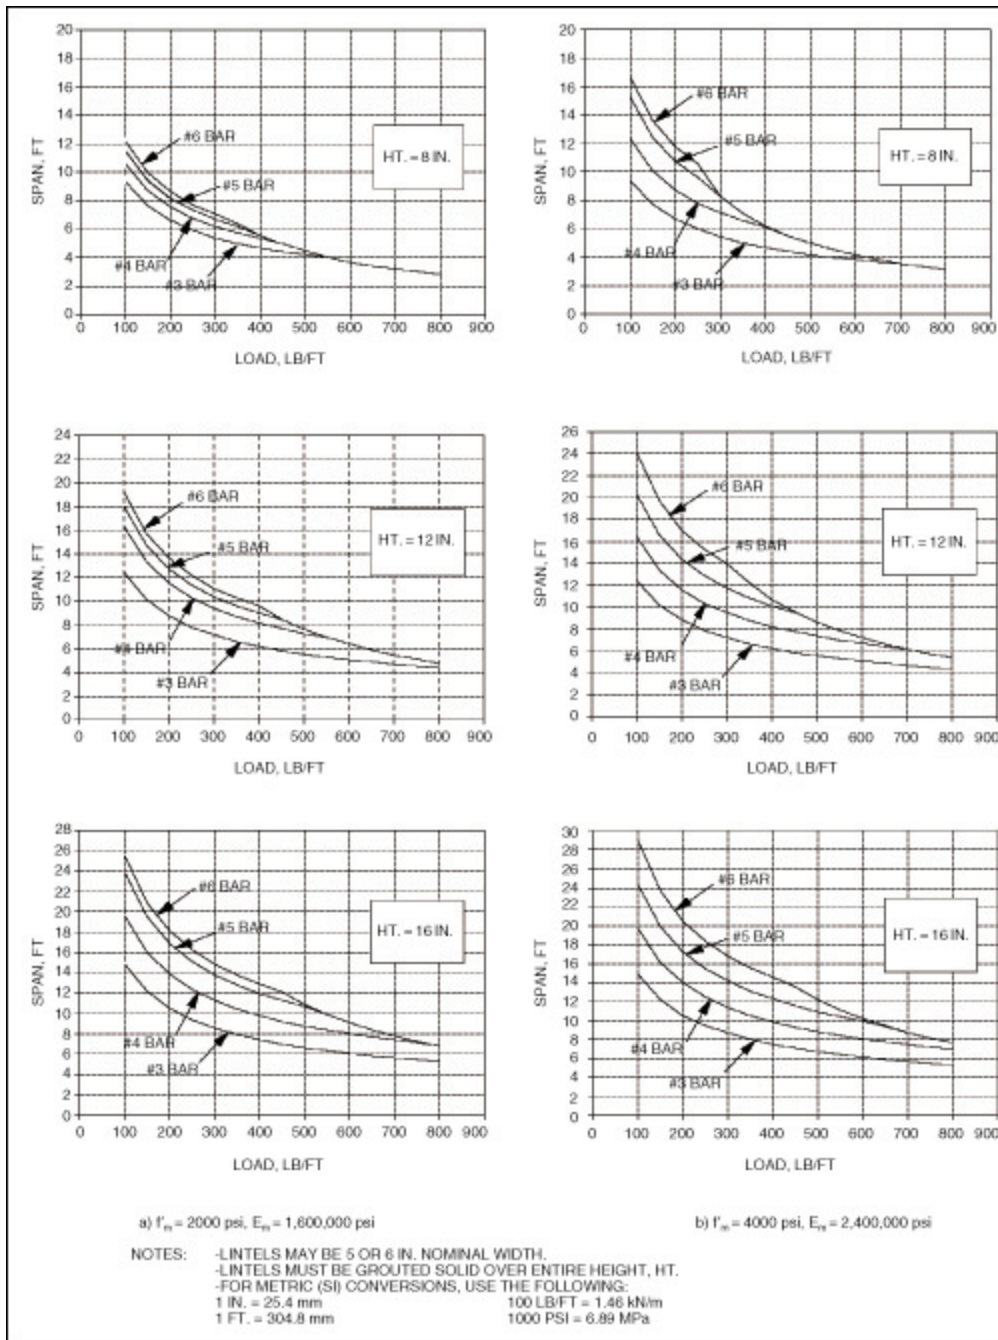 20
18
16
14
12
10
8
6
4
2
0
SPAN, FT
#6 BAR
#5 BAR
#4 BAR
#3 BAR
HT. = 8 IN.
0 100 200 300 400 500 600 700 800 900
LOAD, LB/FT
20
18
16
14
12
10
8
6
4
2
0
SPAN, FT
#6 BAR
#5 BAR
#4 BAR
#3 BAR
HT. = 8 IN.
0 100 200 300 400 500 600 700 800 900
LOAD, LB/FT
24
22
20
18
16
14
12
10
8
6
4
2
0
SPAN, FT
#6 BAR
#5 BAR
#4 BAR
#3 BAR
HT. = 12 IN.
0 100 200 300 400 500 600 700 800 900
LOAD, LB/FT
26
24
22
20
18
16
14
12
10
8
6
4
2
0
SPAN, FT
#6 BAR
#5 BAR
#4 BAR
#3 BAR
HT. = 12 IN.
0 100 200 300 400 500 600 700 800 900
LOAD, LB/FT
28
26
24
22
20
18
16
14
12
10
8
6
4
2
0
SPAN, FT
#6 BAR
#5 BAR
#4 BAR
#3 BAR
HT. = 16 IN.
0 100 200 300 400 500 600 700 800 900
LOAD, LB/FT
30
28
26
24
22
20
18
16
14
12
10
8
6
4
2
0
SPAN, FT
#6 BAR
#5 BAR
#4 BAR
#3 BAR
HT. = 16 IN.
0 100 200 300 400 500 600 700 800 900
LOAD, LB/FT
a) f'm = 2000 psi, Em = 1,600,000 psi
b) f'm = 4000 psi, Em = 2,400,000 psi
NOTES: -LINTELS MAY BE 5 OR 6 IN. NOMINAL WIDTH.
-LINTELS MUST BE GROUTED SOLID OVER ENTIRE HEIGHT, HT.
-FOR METRIC (SI) CONVERSIONS, USE THE FOLLOWING:
1 IN. = 25.4 mm 100 LB/FT = 1.46 kN/m
1 FT. = 304.8 mm 1000 PSI = 6.89 MPa